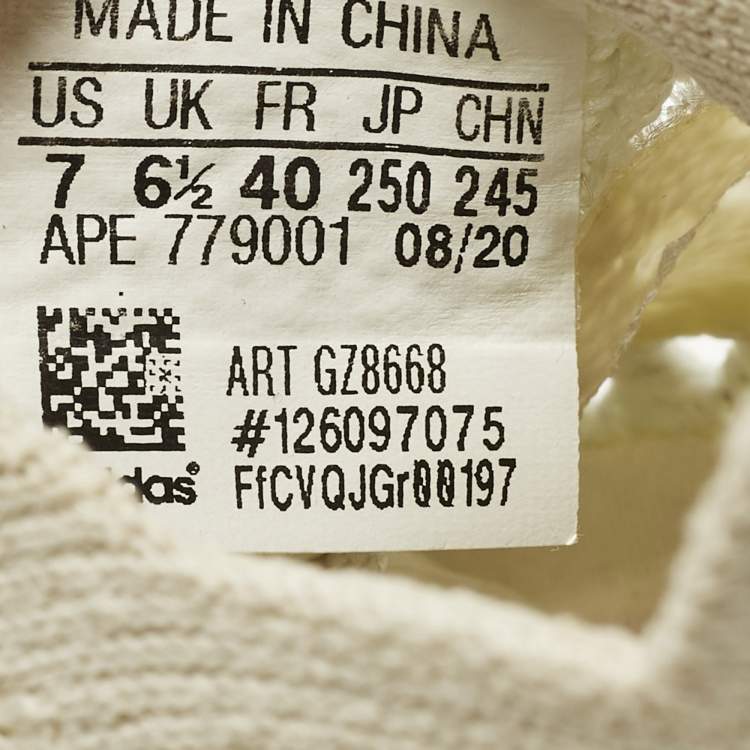 MADE IN CHINA
US UK FR JP CHN
7 6½ 40 250 245
APE 779001 08/20
ART GZ8668
#126097075
FfCVQJGr00197